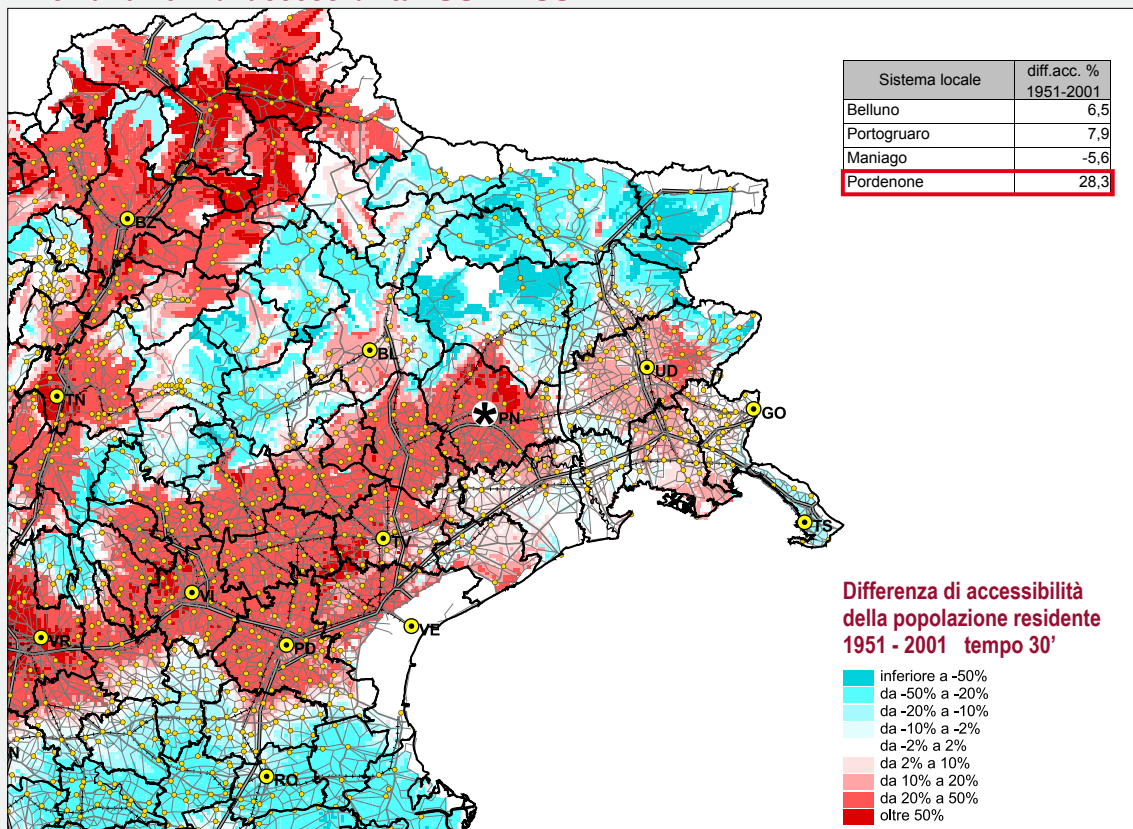 Sistema locale diff.acc. %
1951-2001
Belluno 6,5
Portogruaro 7,9
Maniago -5,6
Pordenone 28,3
BZ
BL
UD
TN
PN
GO
TS
TV
VI
VE
VR
PD
RO
Differenza di accessibilità
della popolazione residente
1951 - 2001 tempo 30'
inferiore a -50%
da -50% a -20%
da -20% a -10%
da -10% a -2%
da -2% a 2%
da 2% a 10%
da 10% a 20%
da 20% a 50%
oltre 50%